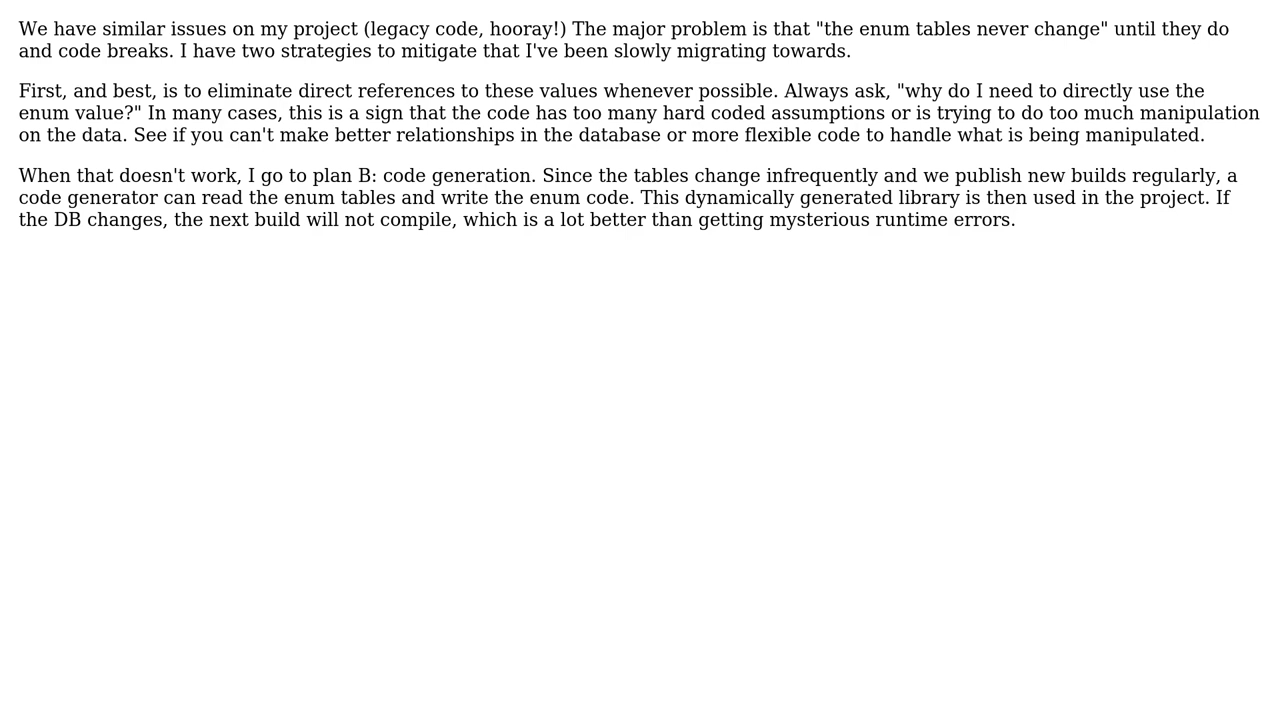 We have similar issues on my project (legacy code, hooray!) The major problem is that "the enum tables never change" until they do
and code breaks. I have two strategies to mitigate that I've been slowly migrating towards.
First, and best, is to eliminate direct references to these values whenever possible. Always ask, "why do I need to directly use the
enum value?" In many cases, this is a sign that the code has too many hard coded assumptions or is trying to do too much manipulation
on the data. See if you can't make better relationships in the database or more flexible code to handle what is being manipulated.
When that doesn't work, I go to plan B: code generation. Since the tables change infrequently and we publish new builds regularly, a
code generator can read the enum tables and write the enum code. This dynamically generated library is then used in the project. If
the DB changes, the next build will not compile, which is a lot better than getting mysterious runtime errors.